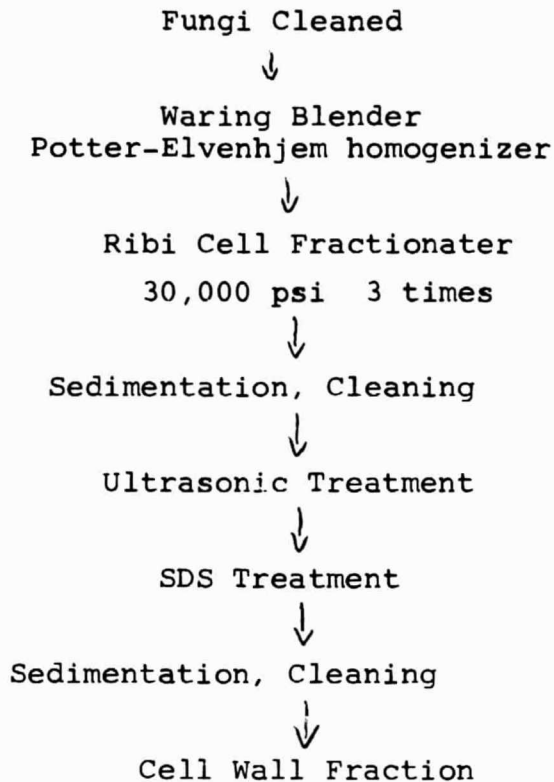 Fungi Cleaned
↓
Waring Blender
Potter-Elvenhjem homogenizer
↓
Ribi Cell Fractionater
30,000 psi 3 times
↓
Sedimentation, Cleaning
↓
Ultrasonic Treatment
↓
SDS Treatment
↓
Sedimentation, Cleaning
↓
Cell Wall Fraction